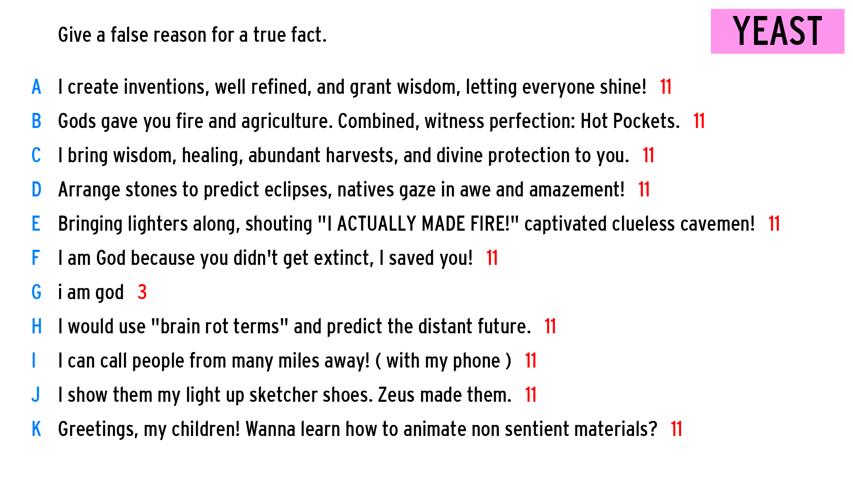 Give a false reason for a true fact.
YEAST
A I create inventions, well refined, and grant wisdom, letting everyone shine! 11
B Gods gave you fire and agriculture. Combined, witness perfection: Hot Pockets. 11
C I bring wisdom, healing, abundant harvests, and divine protection to you. 11
D Arrange stones to predict eclipses, natives gaze in awe and amazement! 11
E Bringing lighters along, shouting "I ACTUALLY MADE FIRE!" captivated clueless cavemen! 11
F I am God because you didn't get extinct, I saved you! 11
G i am god 3
H I would use "brain rot terms" and predict the distant future. 11
I I can call people from many miles away! ( with my phone ) 11
J I show them my light up sketcher shoes. Zeus made them. 11
K Greetings, my children! Wanna learn how to animate non sentient materials? 11